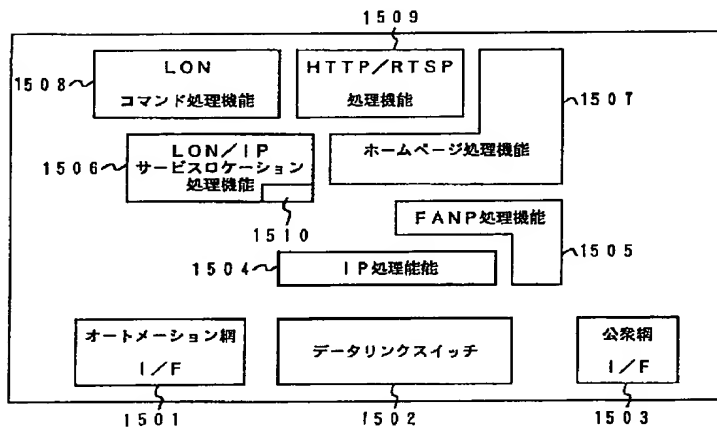 1509
LON
コマンド処理機能
1508
HTTP/RTSP
処理機能
1507
LON/IP
サービスロケーション
処理機能
1506
ホームページ処理機能
1510
FANP処理機能
1505
1504
IP処理能能
オートメーション網
I/F
データリンクスイッチ
公衆網
I/F
1501
1502
1503